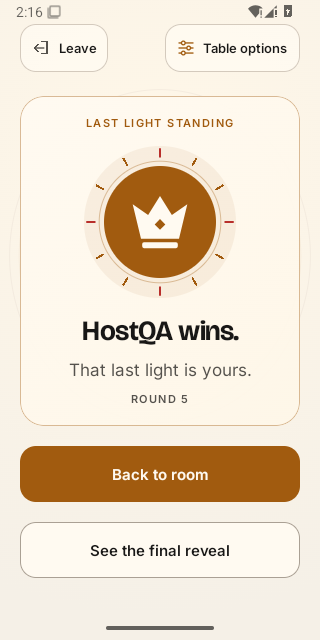 2:16
Leave
Table options
LAST LIGHT STANDING
HostQA wins.
That last light is yours.
ROUND 5
Back to room
See the final reveal